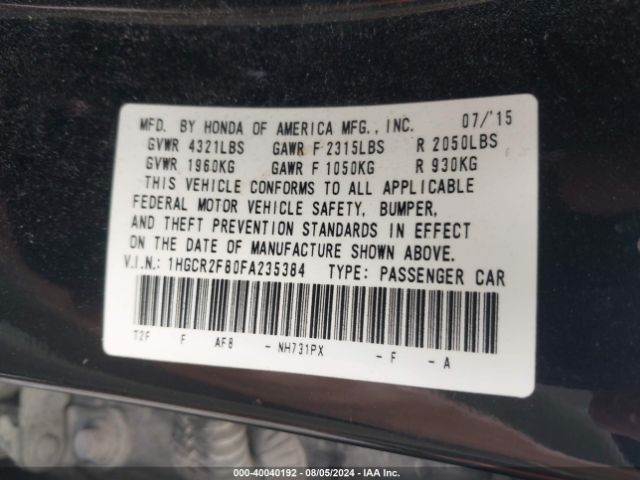 MFD. BY HONDA OF AMERICA MFG., INC. 07/'15
GVWR 4321LBS GAWR F 2315LBS R 2050LBS
GVWR 1960KG GAWR F 1050KG R 930KG
THIS VEHICLE CONFORMS TO ALL APPLICABLE
FEDERAL MOTOR VEHICLE SAFETY, BUMPER,
AND THEFT PREVENTION STANDARDS IN EFFECT
ON THE DATE OF MANUFACTURE SHOWN ABOVE.
V.I.N.: 1HGCR2F80FA235384 TYPE: PASSENGER CAR
T2F F AF8 - NH731PX - F - A
000-40040192 - 08/05/2024 - IAA Inc.